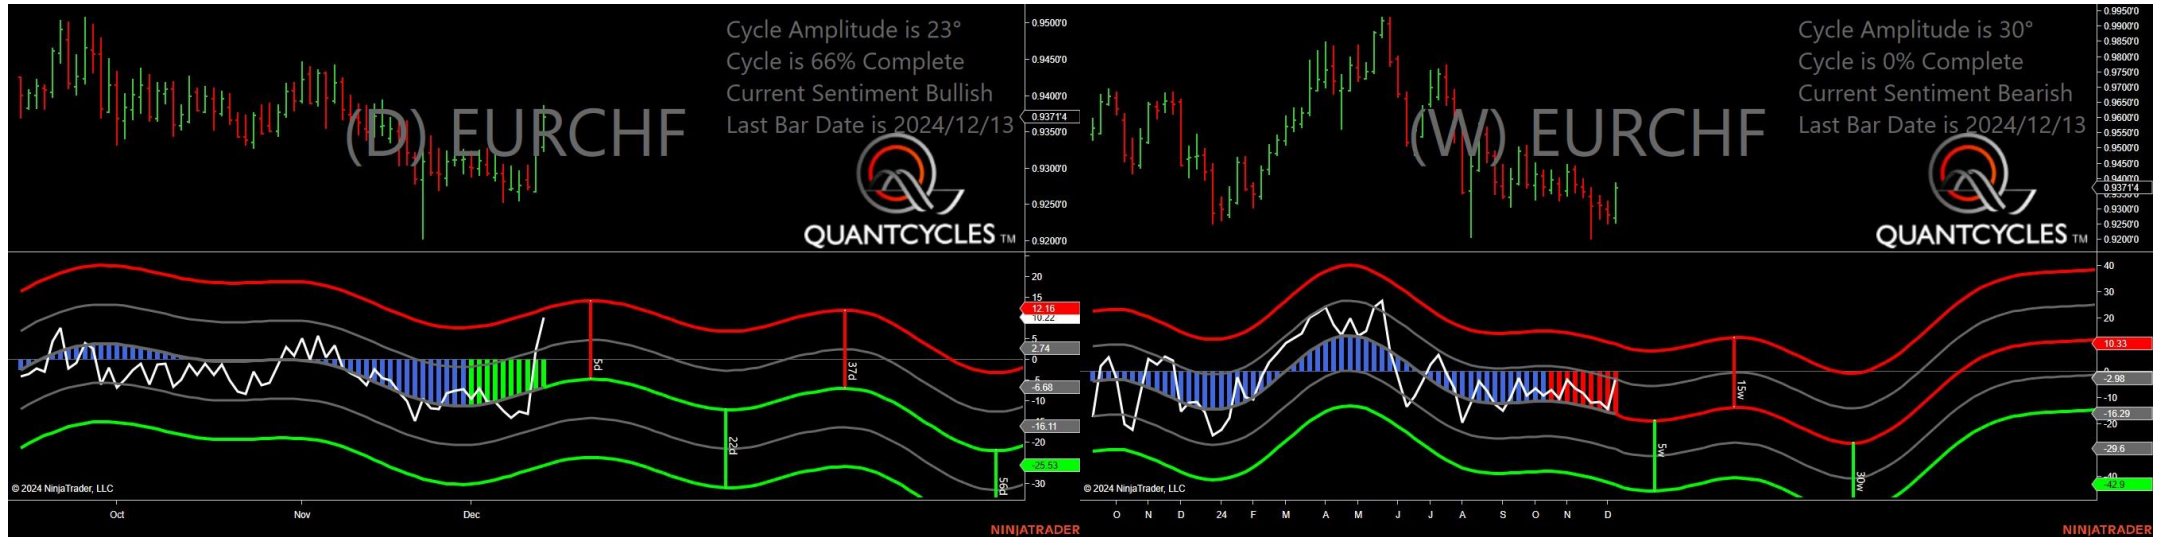 Cycle Amplitude is 23°
Cycle is 66% Complete
Current Sentiment Bullish
Last Bar Date is 2024/12/13
(D) EURCHF
QUANTCYCLES TM
0.9500'0
0.9450'0
0.9400'0
0.9371'4
0.9350'0
0.9300'0
0.9250'0
0.9200'0
20
15
12.16
10.22
5
2.74
0
-5
-6.68
-10
-16.11
-20
-25.53
-30
5d
22d
37d
56d
© 2024 NinjaTrader, LLC
Oct Nov Dec
NINJATRADER
Cycle Amplitude is 30°
Cycle is 0% Complete
Current Sentiment Bearish
Last Bar Date is 2024/12/13
(W) EURCHF
QUANTCYCLES TM
0.9950'0
0.9900'0
0.9850'0
0.9800'0
0.9750'0
0.9700'0
0.9650'0
0.9600'0
0.9550'0
0.9500'0
0.9450'0
0.9400'0
0.9371'4
0.9300'0
0.9250'0
0.9200'0
40
30
20
10.33
-2.98
-10
-16.29
-20
-29.6
-40
-42.9
5w
15w
30w
© 2024 NinjaTrader, LLC
O N D 24 F M A M J J A S O N D
NINJATRADER